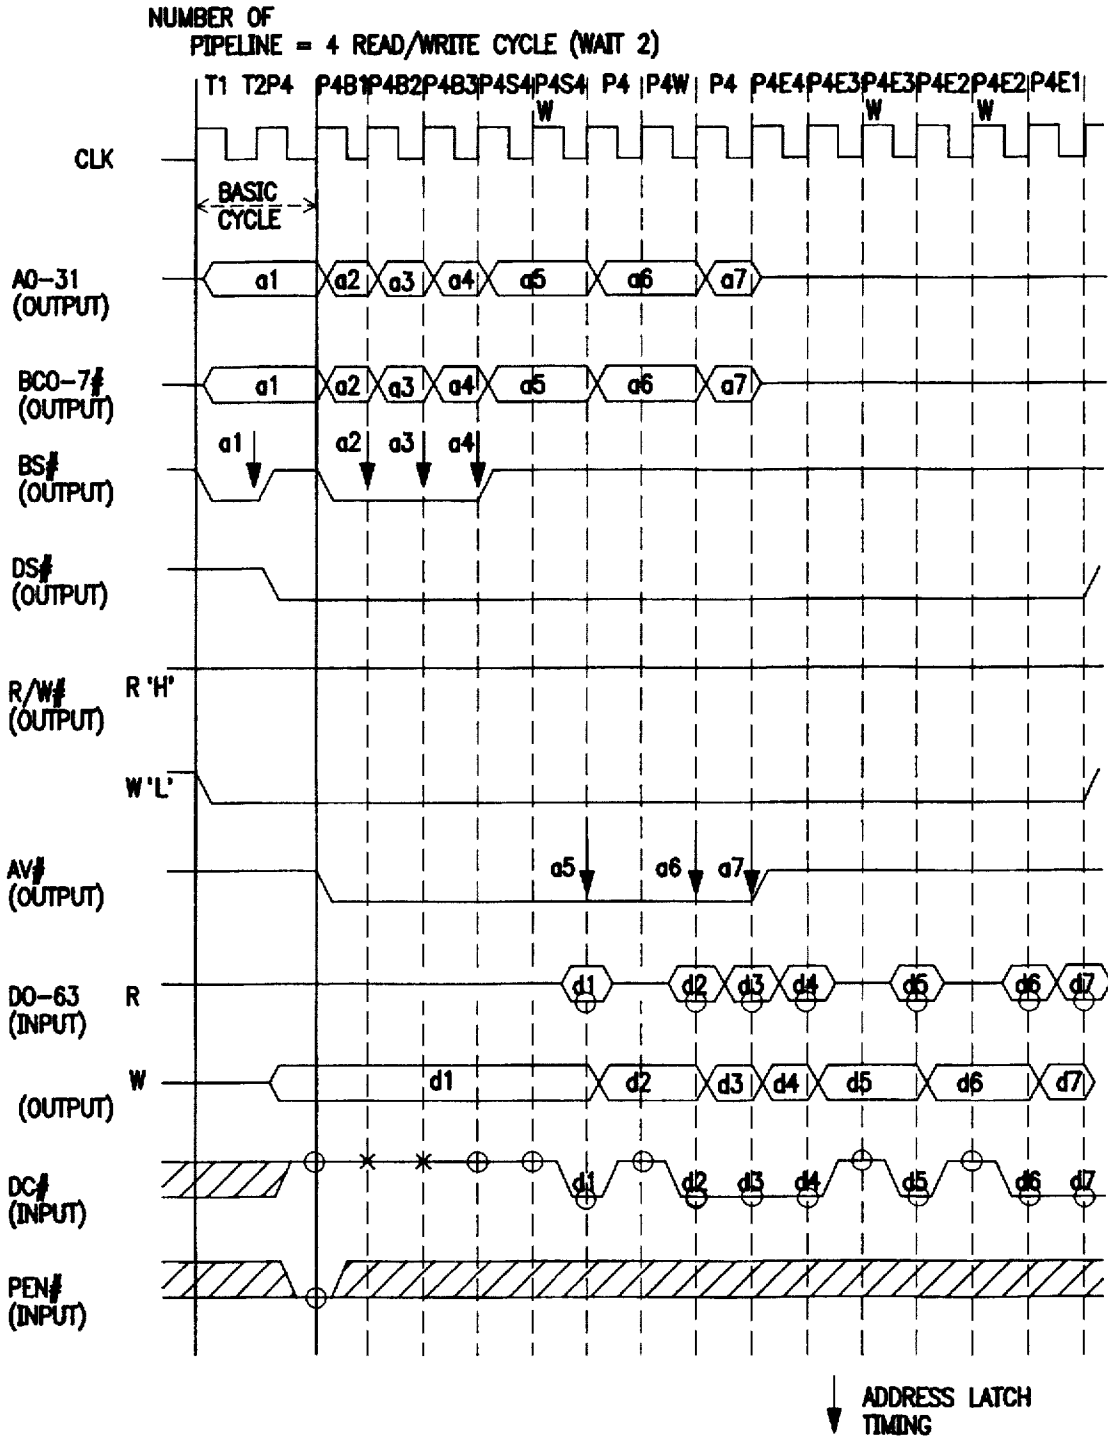 NUMBER OF
PIPELINE = 4 READ/WRITE CYCLE (WAIT 2)
T1 T2P4 P4B1 P4B2 P4B3 P4S4 P4S4 P4 P4W P4 P4E4 P4E3 P4E3 P4E2 P4E2 P4E1
W W W
CLK
BASIC
CYCLE
A0-31
(OUTPUT)
a1 a2 a3 a4 a5 a6 a7
BC0-7#
(OUTPUT)
a1 a2 a3 a4 a5 a6 a7
a1 a2 a3 a4
BS#
(OUTPUT)
DS#
(OUTPUT)
R/W#
(OUTPUT)
R 'H'
W 'L'
AV#
(OUTPUT)
a5 a6 a7
D0-63
(INPUT)
R
d1 d2 d3 d4 d5 d6 d7
W
(OUTPUT)
d1 d2 d3 d4 d5 d6 d7
DC#
(INPUT)
d1 d2 d3 d4 d5 d6 d7
PEN#
(INPUT)
ADDRESS LATCH
TIMING